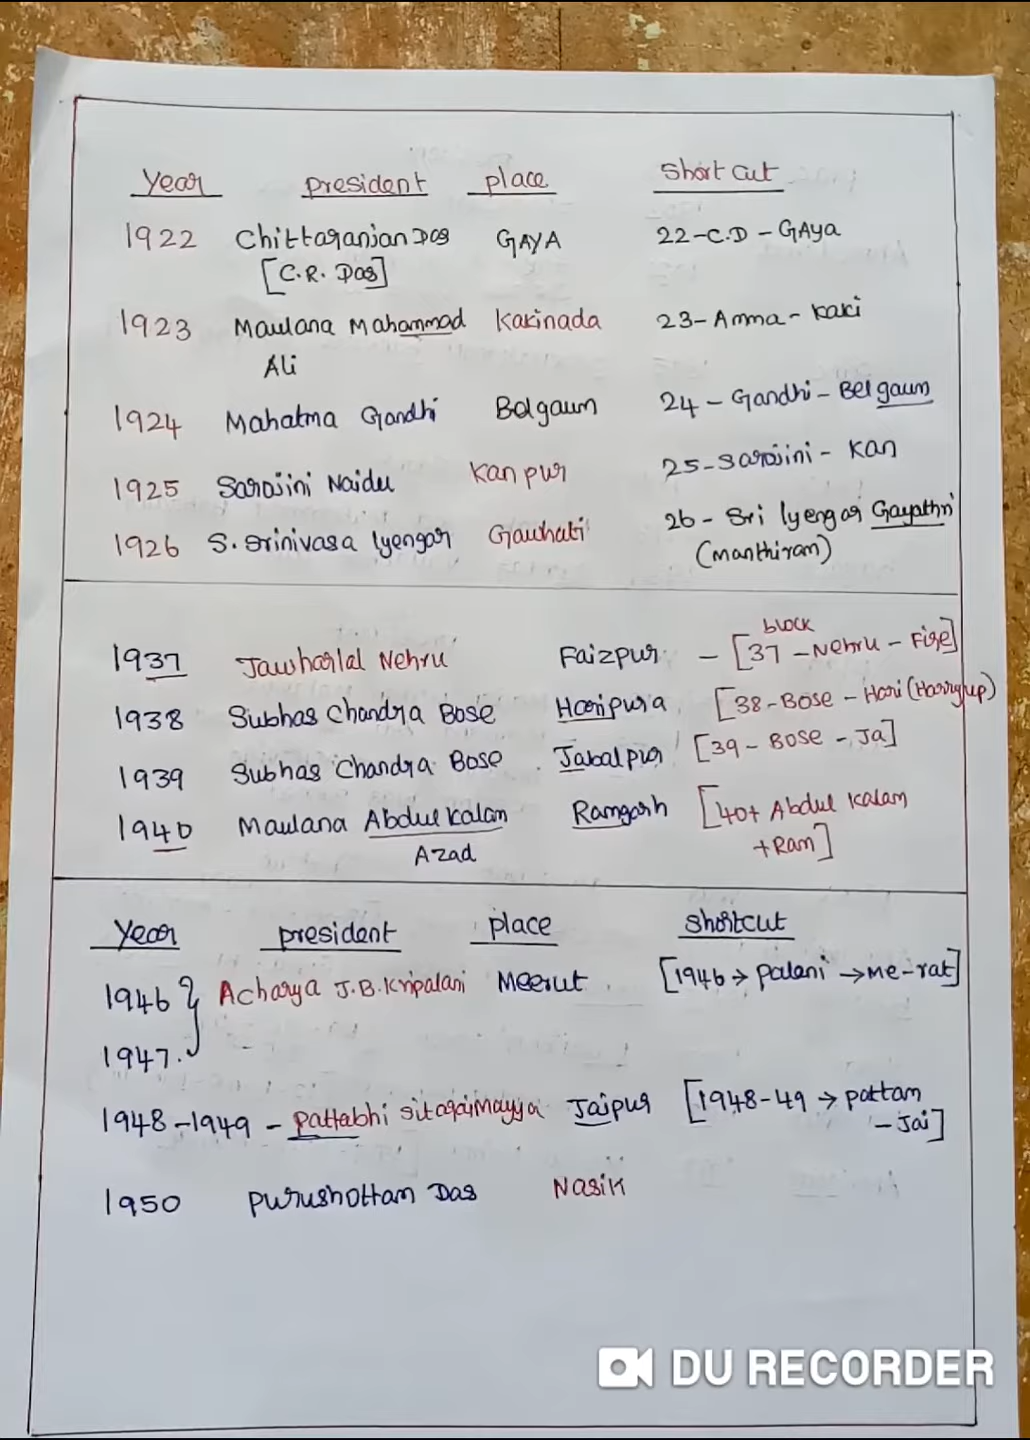 Year president place Short cut
1922 Chittaranjan Das GAYA 22-C.D - GAya
[C.R. Das]
1923 Maulana Mahammad Kakinada 23-Amma-kaki
Ali
1924 Mahatma Gandhi Belgaum 24 - Gandhi - Belgaum
1925 Sarojini Naidu Kanpur 25-Sarojini - Kan
1926 S. Srinivasa Iyengar Gauhati 26 - Sri Iyengar Gayathri
(manthiram)
block
1937 Jawharlal Nehru Faizpur - [37 -Nehru - Fire]
1938 Subhas Chandra Bose Haripura [38-Bose - Hari (Harryup)
1939 Subhas Chandra Bose Jabalpur [39 - Bose - Ja]
1940 Maulana Abdul kalam Ramgarh [40+ Abdul kalam
Azad +Ram]
Year president place shortcut
1946 Acharya J.B. Kripalani Meerut [1946 → palani → me-rat]
1947.
1948-1949 - pattabhi sitaraimayya Jaipur [1948-49 → pattam
- Jai]
1950 purushottam Das Nasik
DU RECORDER